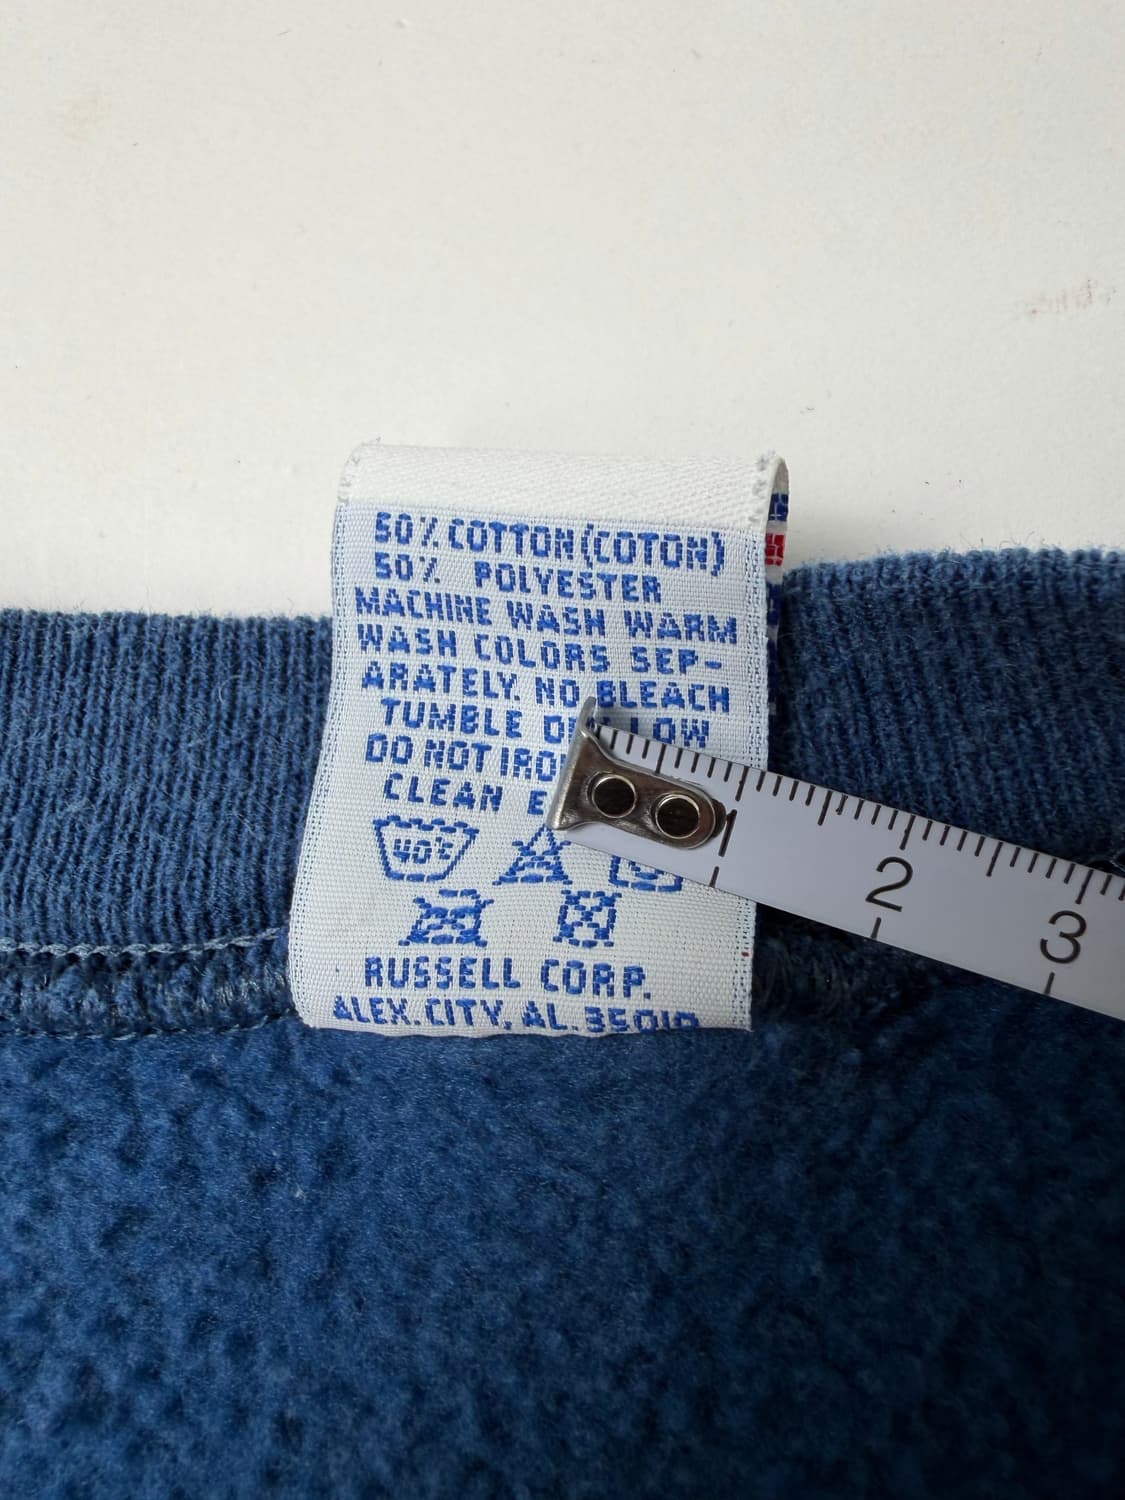 50% COTTON (COTON)
50% POLYESTER
MACHINE WASH WARM
WASH COLORS SEP-
ARATELY. NO BLEACH
TUMBLE LOW
DO NOT
CLEAN
40°C
RUSSELL CORP.
ALEX. CITY, AL. 35010
1
2
3